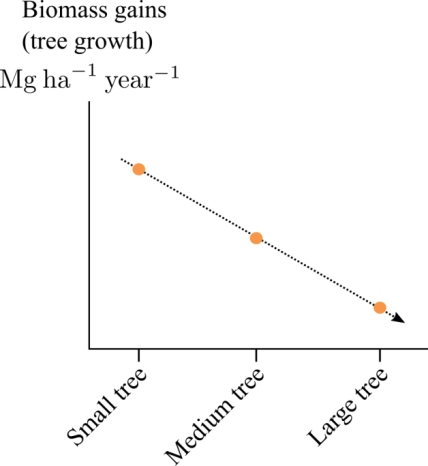 Biomass gains
(tree growth)
Mg ha⁻¹ year⁻¹
Small tree
Medium tree
Large tree